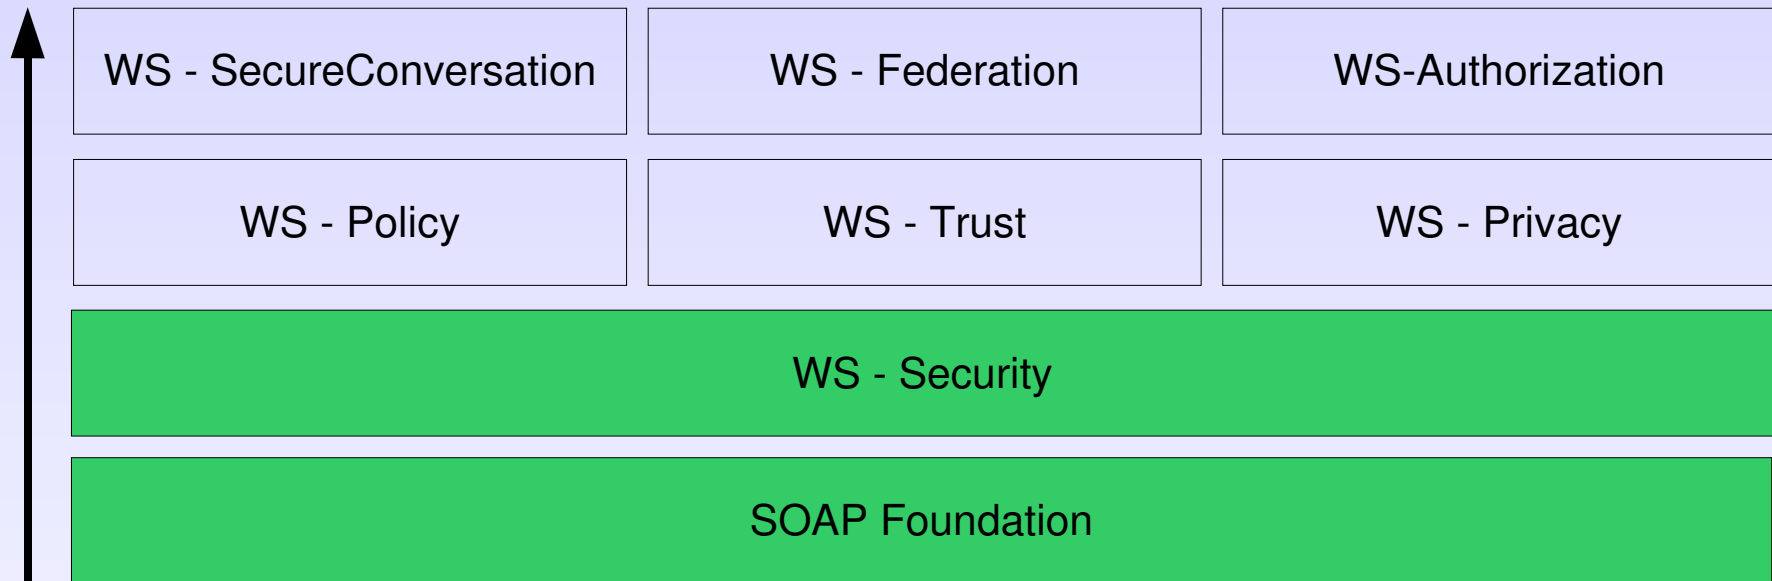 WS - SecureConversation
WS - Federation
WS-Authorization
WS - Policy
WS - Trust
WS - Privacy
WS - Security
SOAP Foundation